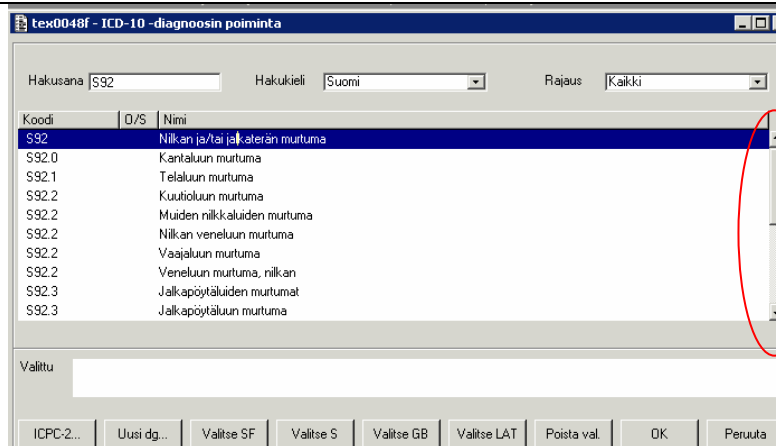 tex0048f - ICD-10 -diagnoosin poiminta
Hakusana S92 Hakukieli Suomi Rajaus Kaikki
Koodi O/S Nimi
S92 Nilkan ja/tai jalkaterän murtuma
S92.0 Kantaluun murtuma
S92.1 Telaluun murtuma
S92.2 Kuutioluun murtuma
S92.2 Muiden nilkkaluiden murtuma
S92.2 Nilkan veneluun murtuma
S92.2 Vaajaluun murtuma
S92.2 Veneluun murtuma, nilkan
S92.3 Jalkapöytäluiden murtumat
S92.3 Jalkapöytäluun murtuma
Valittu
ICPC-2... Uusi dg... Valitse SF Valitse S Valitse GB Valitse LAT Poista val. OK Peruuta